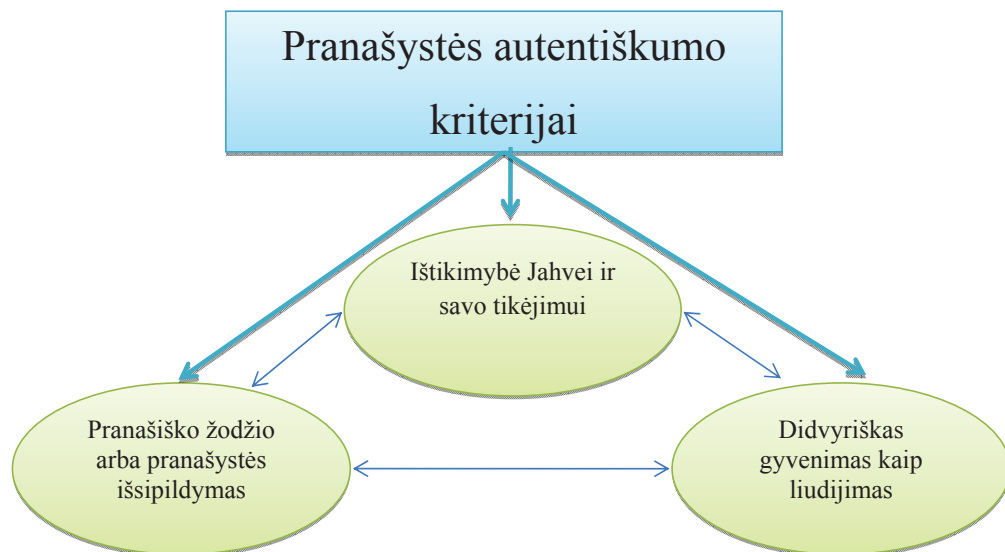 Pranašystės autentiškumo
kriterijai
Ištikimybė Jahvei ir
savo tikėjimui
Pranašiško žodžio
arba pranašystės
išsipildymas
Didvyriškas
gyvenimas kaip
liudijimas